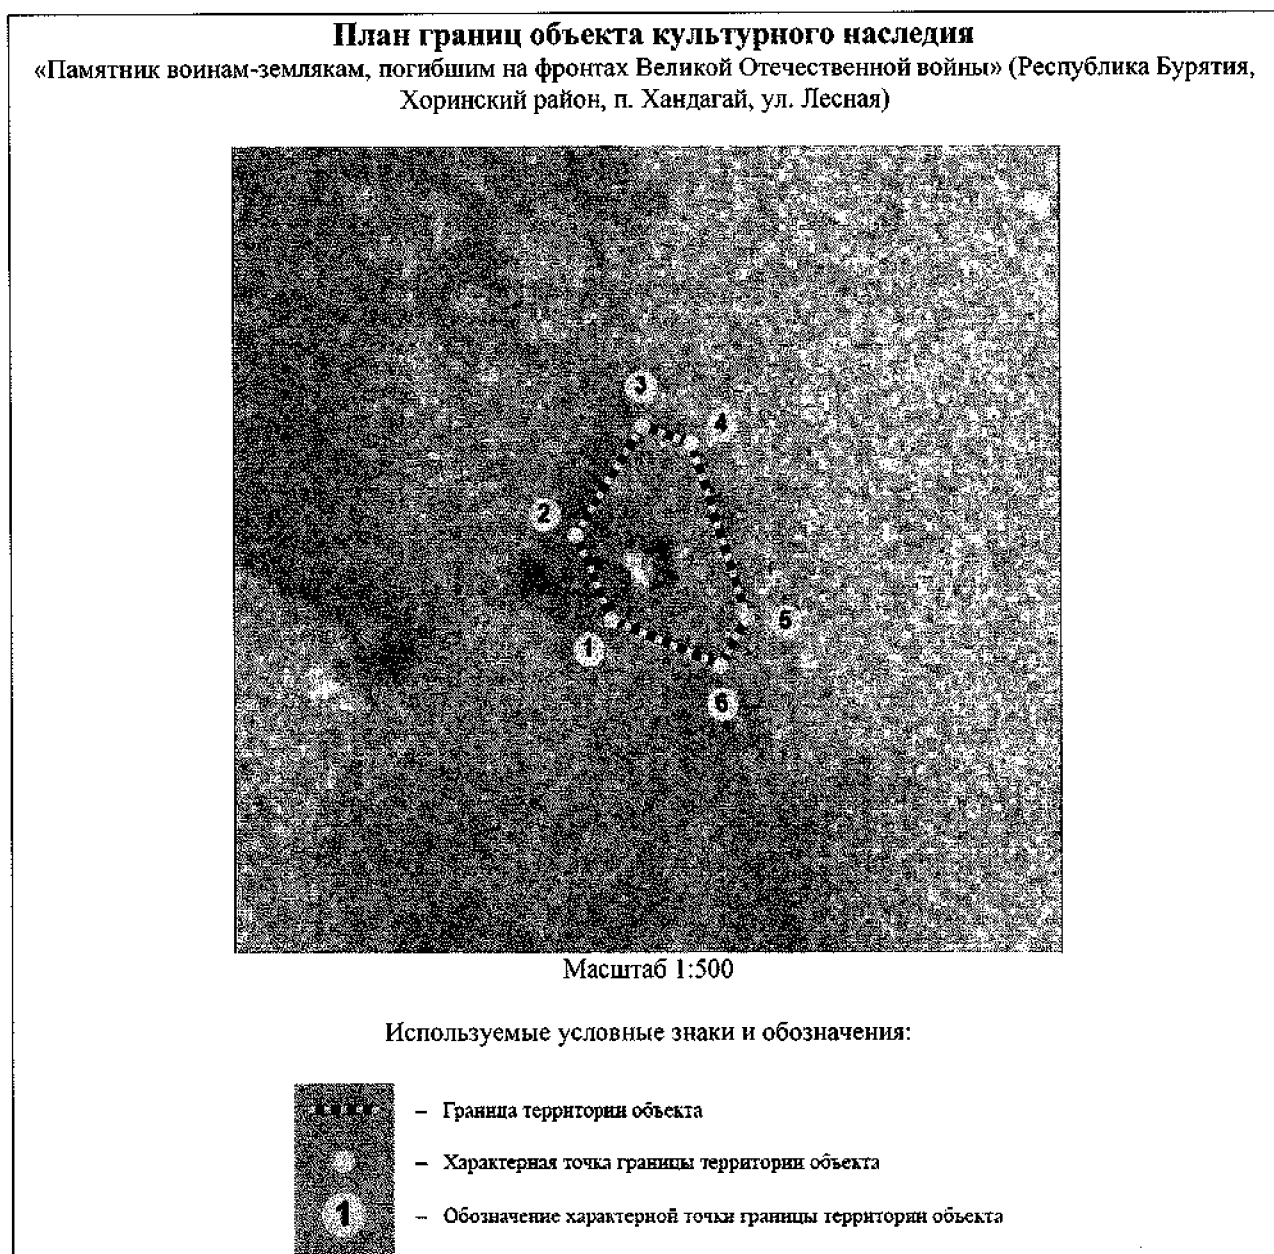 План границ объекта культурного наследия
«Памятник воинам-землякам, погибшим на фронтах Великой Отечественной войны» (Республика Бурятия,
Хоринский район, п. Хандагай, ул. Лесная)
3
4
2
5
1
6
Масштаб 1:500
Используемые условные знаки и обозначения:
– Граница территории объекта
– Характерная точка границы территории объекта
1 – Обозначение характерной точки границы территории объекта